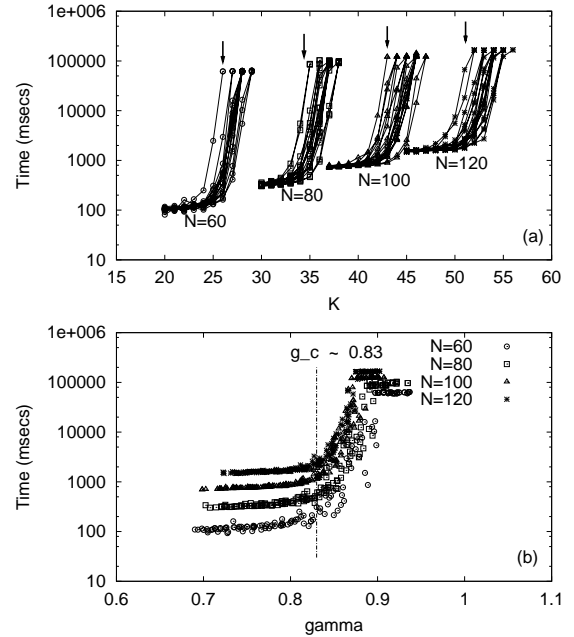 (a)
1e+006
100000
10000
1000
100
10
Time (msecs)
N=60
N=80
N=100
N=120
15 20 25 30 35 40 45 50 55 60
K
(b)
1e+006
100000
10000
1000
100
10
Time (msecs)
g_c ~ 0.83
N=60
N=80
N=100
N=120
0.6 0.7 0.8 0.9 1 1.1
gamma